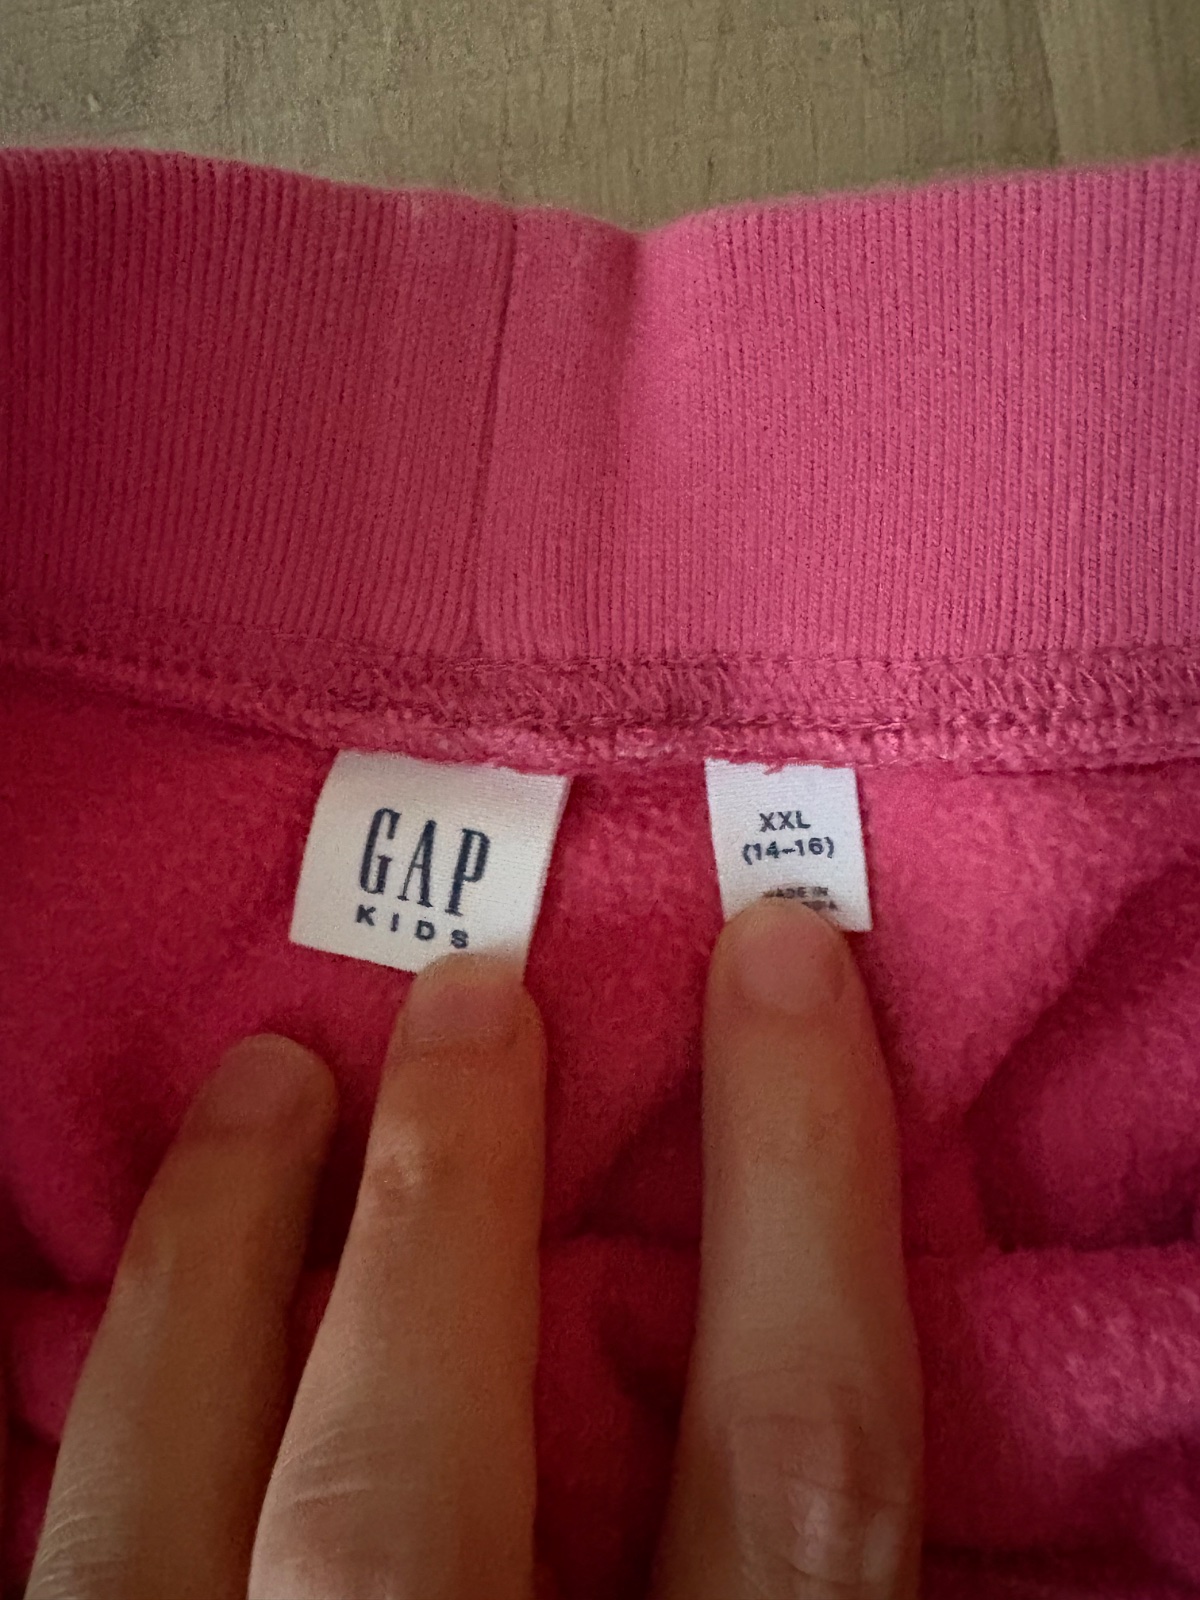 GAP
KIDS
XXL
(14–16)
MADE IN